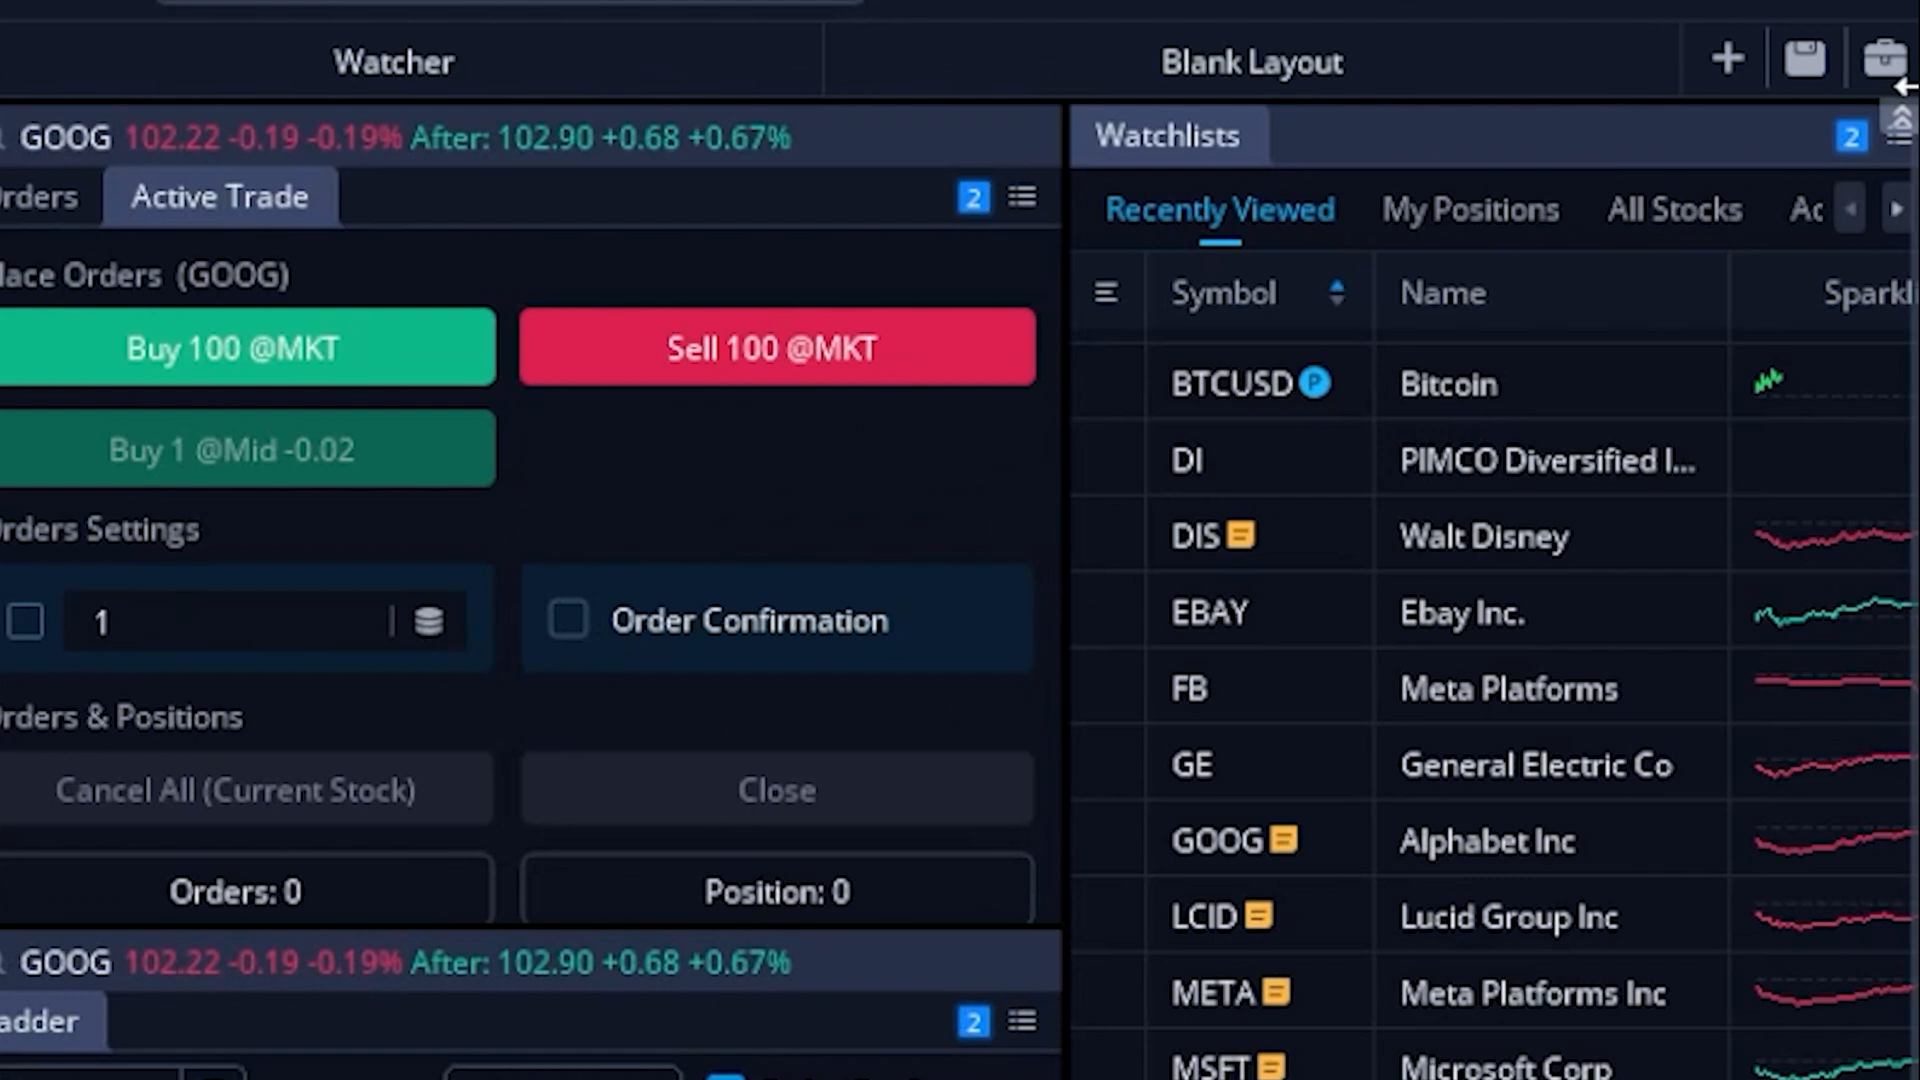 Watcher
Blank Layout
GOOG 102.22 -0.19 -0.19% After: 102.90 +0.68 +0.67%
rders
Active Trade
2
lace Orders (GOOG)
Buy 100 @MKT
Sell 100 @MKT
Buy 1 @Mid -0.02
rders Settings
1
Order Confirmation
rders & Positions
Cancel All (Current Stock)
Close
Orders: 0
Position: 0
GOOG 102.22 -0.19 -0.19% After: 102.90 +0.68 +0.67%
adder
2
Watchlists
2
Recently Viewed
My Positions
All Stocks
Ac
Symbol Name Sparkli
BTCUSD P Bitcoin
DI PIMCO Diversified I...
DIS Walt Disney
EBAY Ebay Inc.
FB Meta Platforms
GE General Electric Co
GOOG Alphabet Inc
LCID Lucid Group Inc
META Meta Platforms Inc
MSFT Microsoft Corp